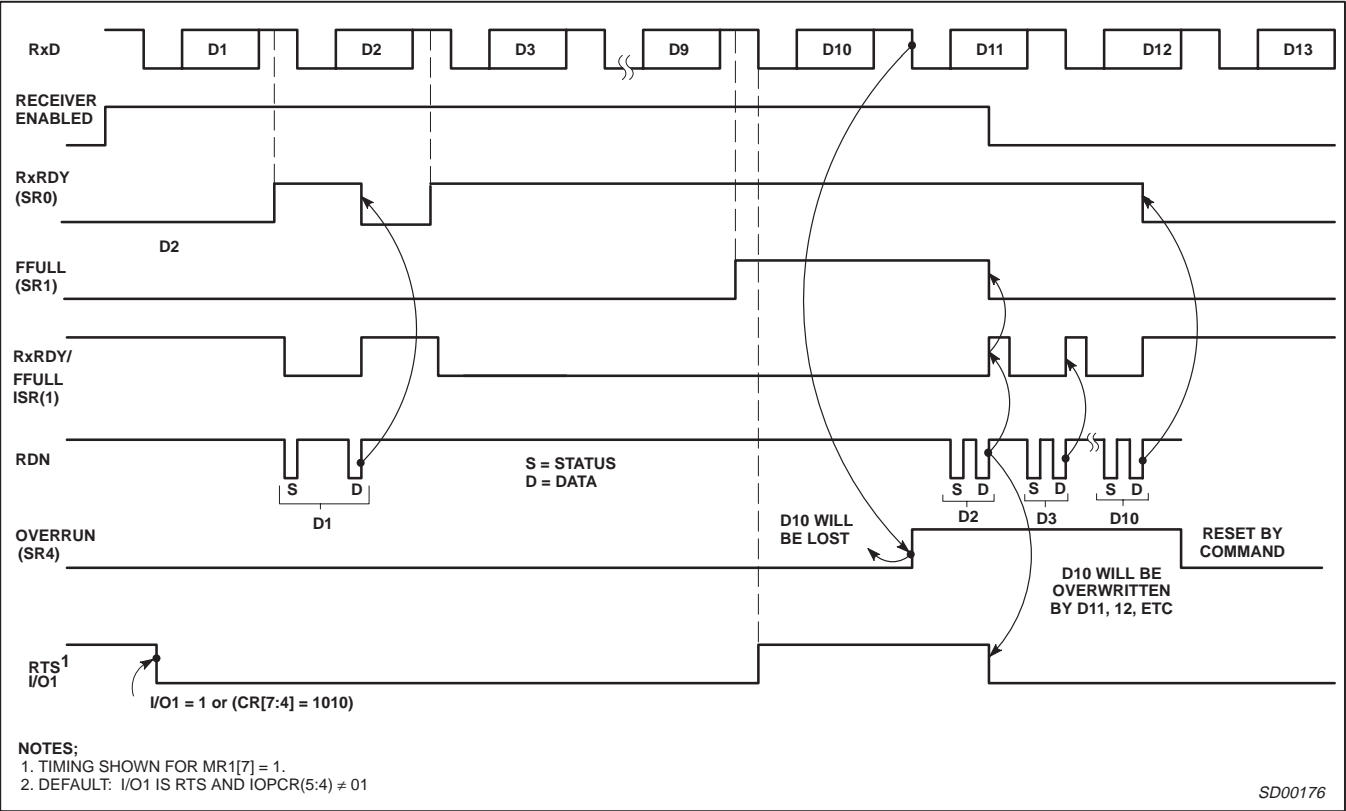 RxD D1 D2 D3 D9 D10 D11 D12 D13
RECEIVER
ENABLED
RxRDY
(SR0)
D2
FFULL
(SR1)
RxRDY/
FFULL
ISR(1)
RDN
S D
D1
S = STATUS
D = DATA
S D S D S D
D2 D3 D10
OVERRUN
(SR4)
D10 WILL
BE LOST
RESET BY
COMMAND
D10 WILL BE
OVERWRITTEN
BY D11, 12, ETC
RTS1
I/O1
I/O1 = 1 or (CR[7:4] = 1010)
NOTES;
1. TIMING SHOWN FOR MR1[7] = 1.
2. DEFAULT: I/O1 IS RTS AND IOPCR(5:4) ≠ 01
SD00176